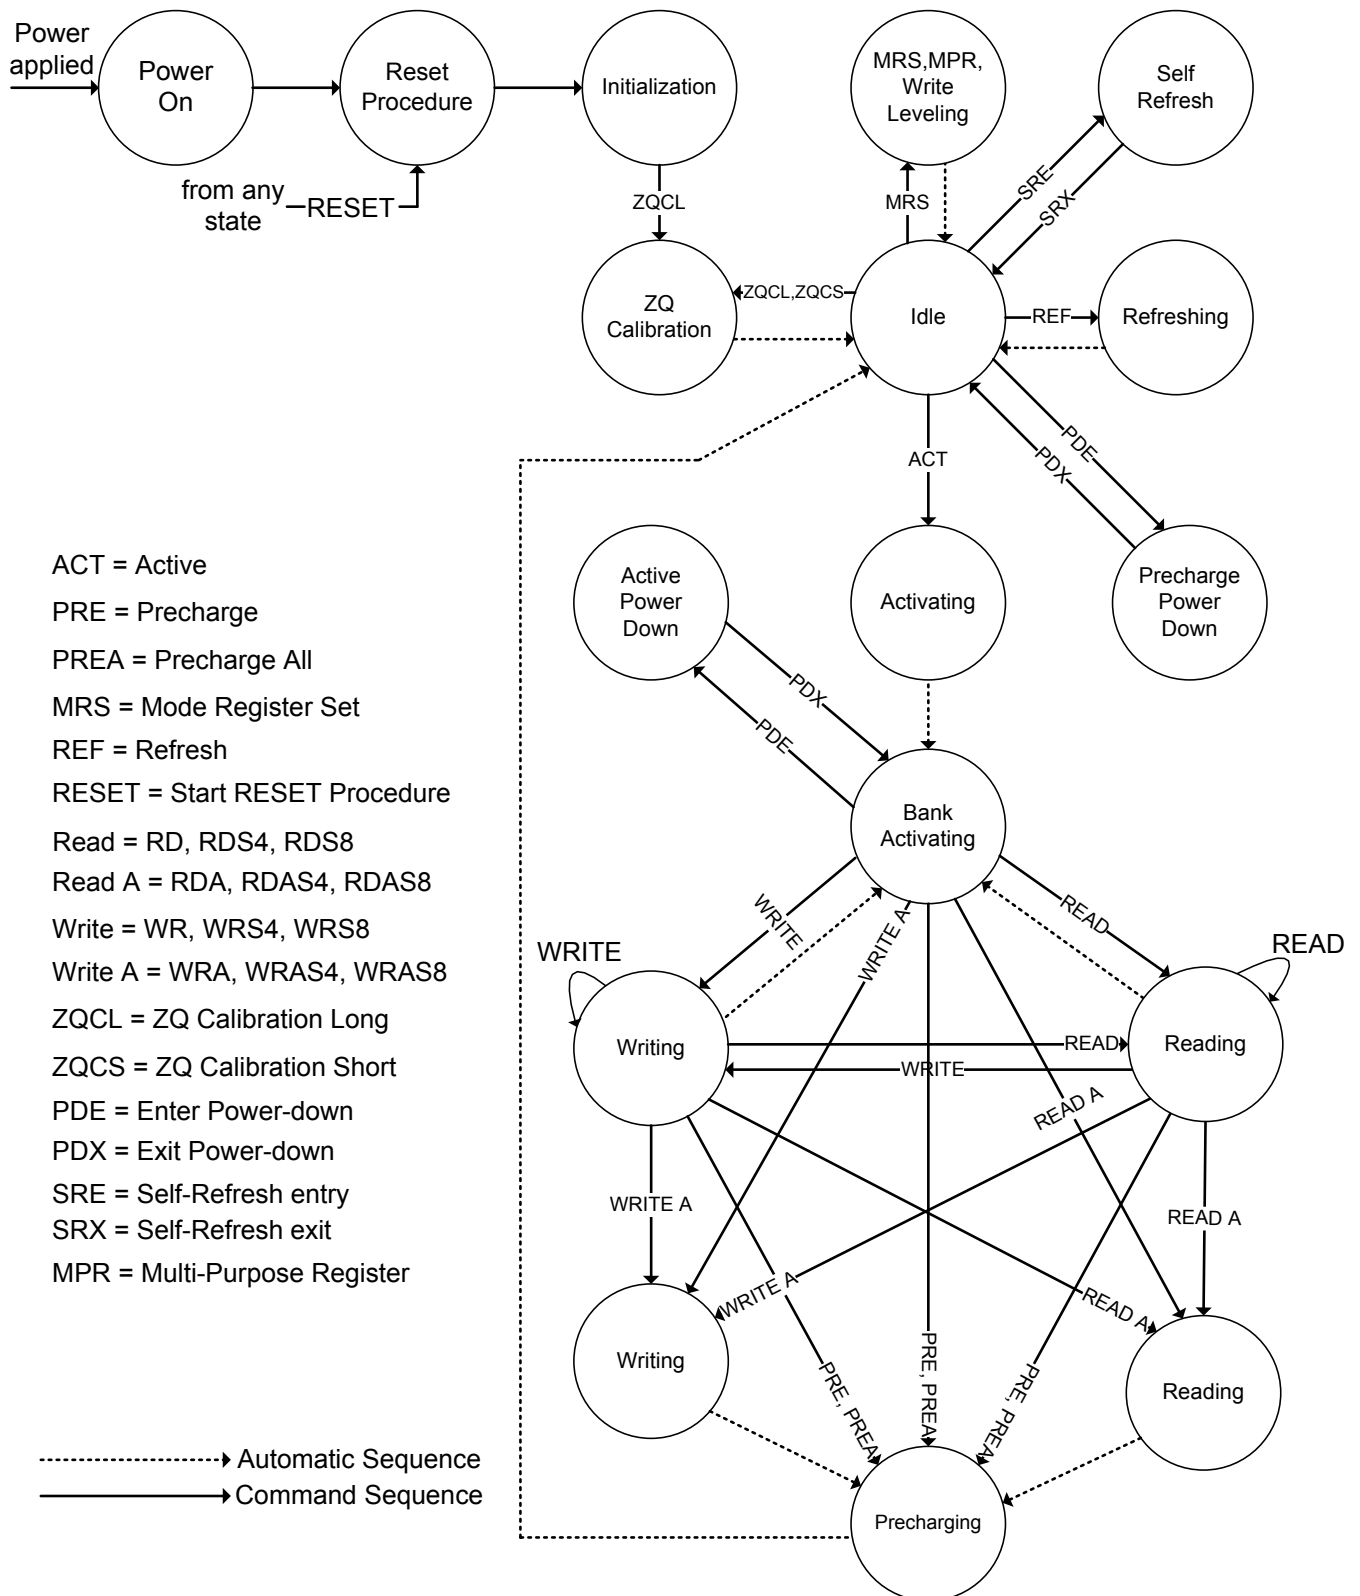 Power
applied
Power
On
Reset
Procedure
Initialization
MRS,MPR,
Write
Leveling
Self
Refresh
from any
state
RESET
ZQCL
MRS
SRE
SRX
ZQ
Calibration
ZQCL,ZQCS
Idle
REF
Refreshing
ACT
PDE
PDX
Active
Power
Down
Activating
Precharge
Power
Down
PDX
PDE
Bank
Activating
ACT = Active
PRE = Precharge
PREA = Precharge All
MRS = Mode Register Set
REF = Refresh
RESET = Start RESET Procedure
Read = RD, RDS4, RDS8
Read A = RDA, RDAS4, RDAS8
Write = WR, WRS4, WRS8
Write A = WRA, WRAS4, WRAS8
ZQCL = ZQ Calibration Long
ZQCS = ZQ Calibration Short
PDE = Enter Power-down
PDX = Exit Power-down
SRE = Self-Refresh entry
SRX = Self-Refresh exit
MPR = Multi-Purpose Register
WRITE
WRITE
WRITE A
READ
READ
Writing
READ
WRITE
Reading
READ A
WRITE A
READ A
WRITE A
READ A
Writing
PRE, PREA
PRE, PREA
PRE, PREA
Reading
Precharging
Automatic Sequence
Command Sequence